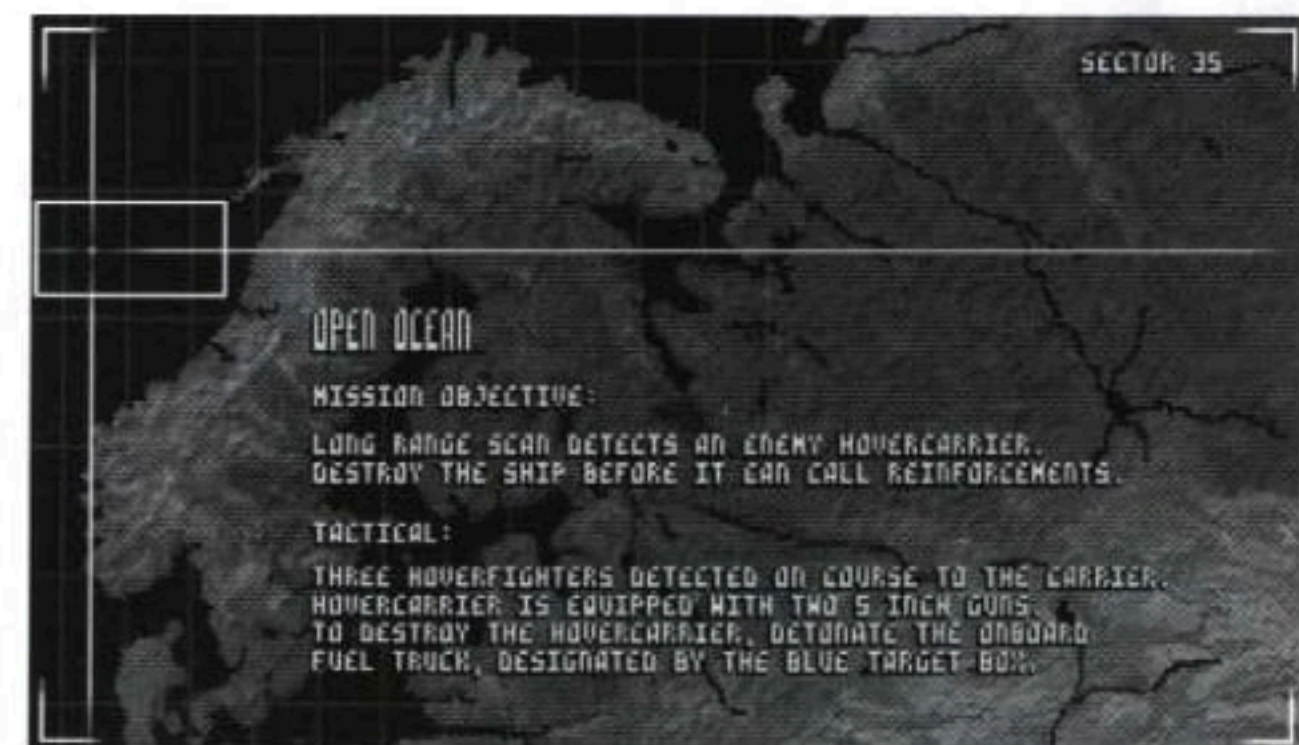 SECTOR 35
OPEN OCEAN
MISSION OBJECTIVE:
LONG RANGE SCAN DETECTS AN ENEMY HOVERCARRIER.
DESTROY THE SHIP BEFORE IT CAN CALL REINFORCEMENTS.
TACTICAL:
THREE HOVERFIGHTERS DETECTED ON COURSE TO THE CARRIER.
HOVERCARRIER IS EQUIPPED WITH TWO 5 INCH GUNS.
TO DESTROY THE HOVERCARRIER, DETONATE THE ONBOARD
FUEL TRUCK, DESIGNATED BY THE BLUE TARGET BOX.